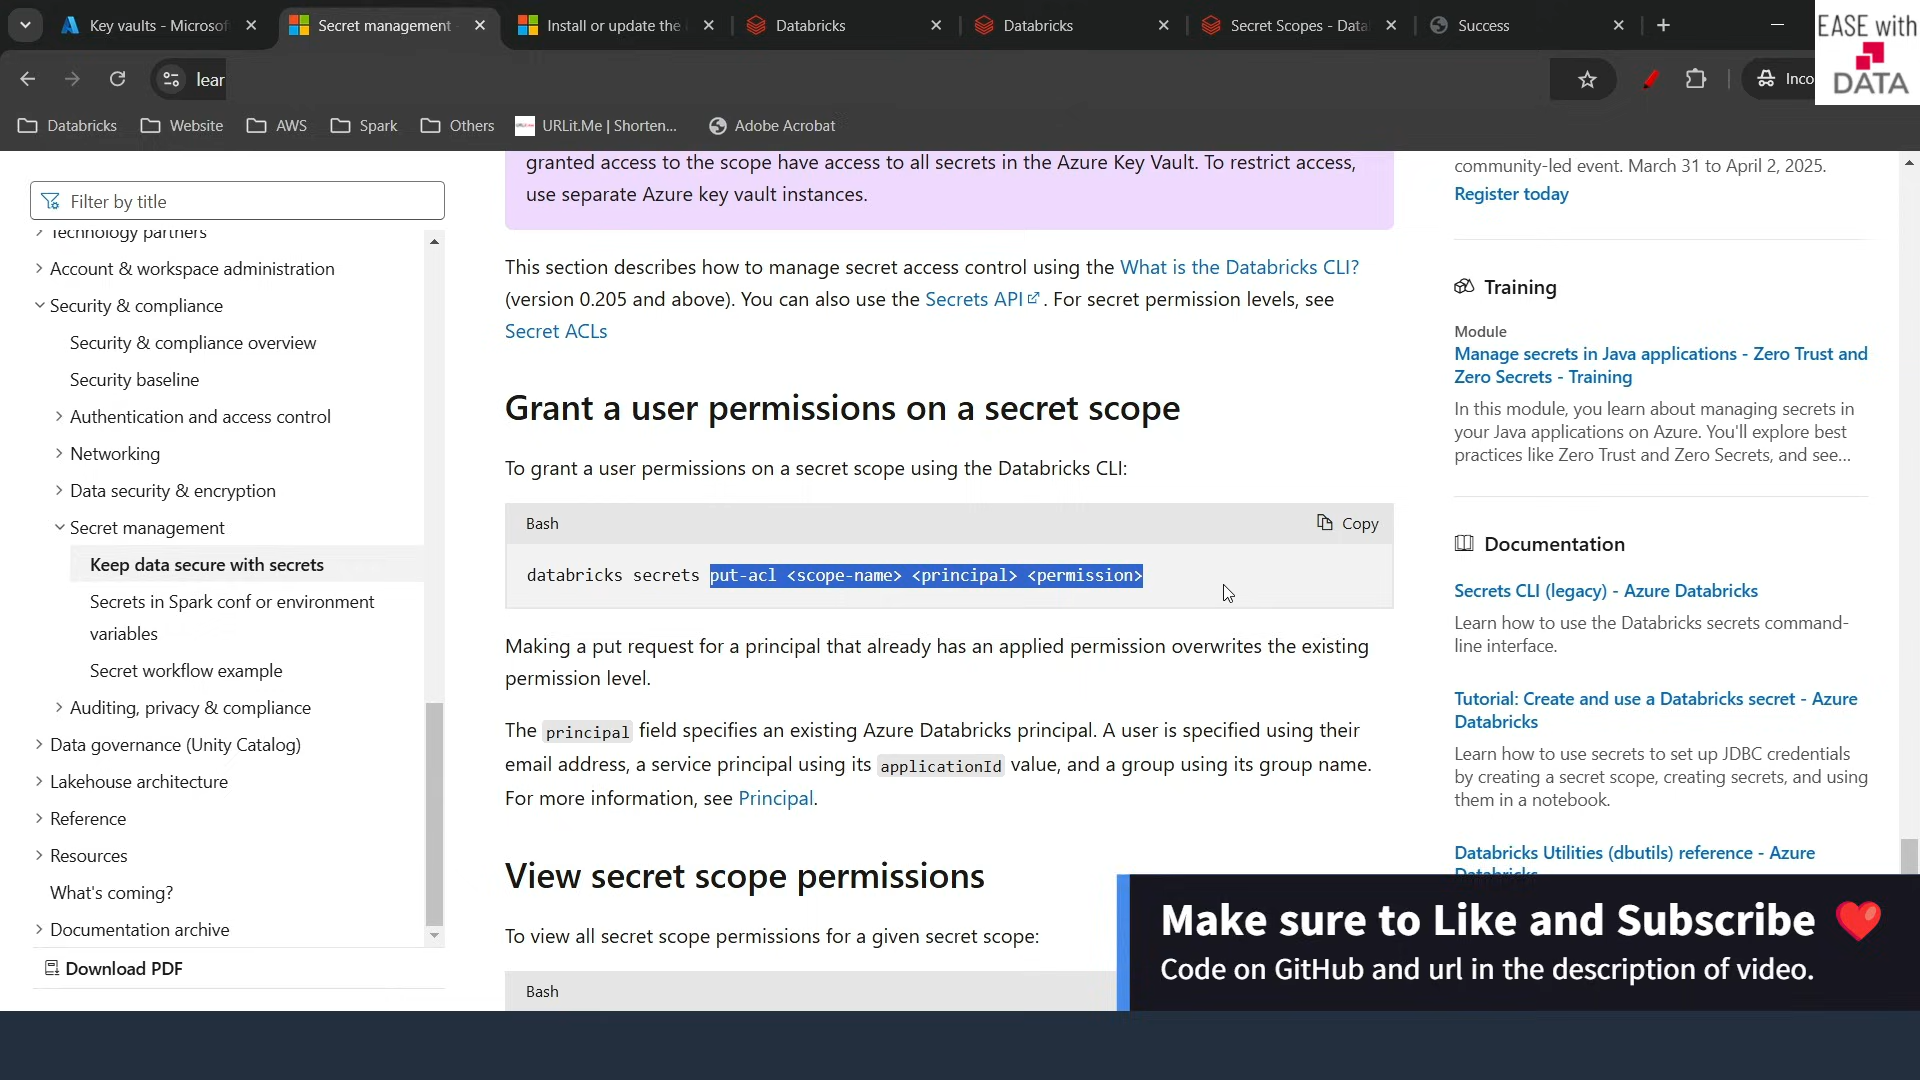 Key vaults - Microsof
Secret management
Install or update the
Databricks
Databricks
Secret Scopes - Data
Success
EASE with
DATA
lear
Inco
Databricks
Website
AWS
Spark
Others
URLit.Me | Shorten...
Adobe Acrobat
Filter by title
Technology partners
Account & workspace administration
Security & compliance
Security & compliance overview
Security baseline
Authentication and access control
Networking
Data security & encryption
Secret management
Keep data secure with secrets
Secrets in Spark conf or environment
variables
Secret workflow example
Auditing, privacy & compliance
Data governance (Unity Catalog)
Lakehouse architecture
Reference
Resources
What's coming?
Documentation archive
Download PDF
granted access to the scope have access to all secrets in the Azure Key Vault. To restrict access,
use separate Azure key vault instances.
This section describes how to manage secret access control using the What is the Databricks CLI?
(version 0.205 and above). You can also use the Secrets API. For secret permission levels, see
Secret ACLs
Grant a user permissions on a secret scope
To grant a user permissions on a secret scope using the Databricks CLI:
Bash
Copy
databricks secrets put-acl <scope-name> <principal> <permission>
Making a put request for a principal that already has an applied permission overwrites the existing
permission level.
The principal field specifies an existing Azure Databricks principal. A user is specified using their
email address, a service principal using its applicationId value, and a group using its group name.
For more information, see Principal.
View secret scope permissions
To view all secret scope permissions for a given secret scope:
Bash
community-led event. March 31 to April 2, 2025.
Register today
Training
Module
Manage secrets in Java applications - Zero Trust and
Zero Secrets - Training
In this module, you learn about managing secrets in
your Java applications on Azure. You'll explore best
practices like Zero Trust and Zero Secrets, and see...
Documentation
Secrets CLI (legacy) - Azure Databricks
Learn how to use the Databricks secrets command-
line interface.
Tutorial: Create and use a Databricks secret - Azure
Databricks
Learn how to use secrets to set up JDBC credentials
by creating a secret scope, creating secrets, and using
them in a notebook.
Databricks Utilities (dbutils) reference - Azure
Databricks
Make sure to Like and Subscribe
Code on GitHub and url in the description of video.